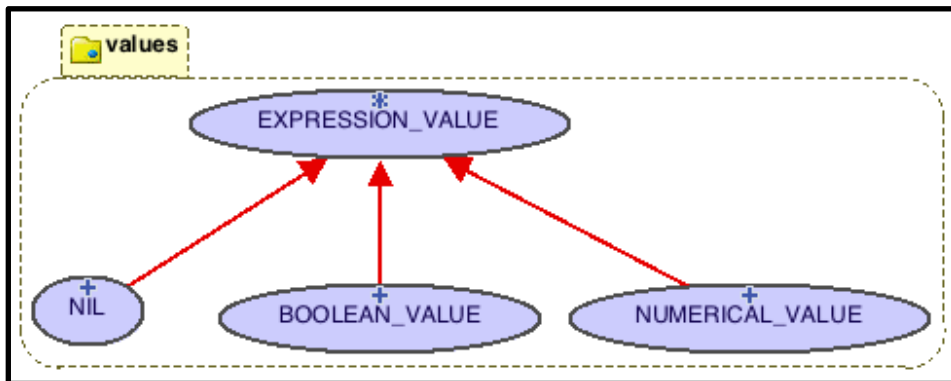 values
*
EXPRESSION_VALUE
+
NIL
+
BOOLEAN_VALUE
+
NUMERICAL_VALUE